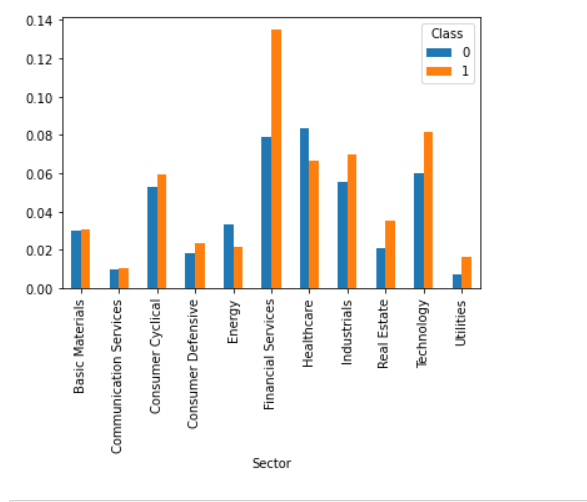 0.14
0.12
0.10
0.08
0.06
0.04
0.02
0.00
Class
0
1
Basic Materials
Communication Services
Consumer Cyclical
Consumer Defensive
Energy
Financial Services
Healthcare
Industrials
Real Estate
Technology
Utilities
Sector